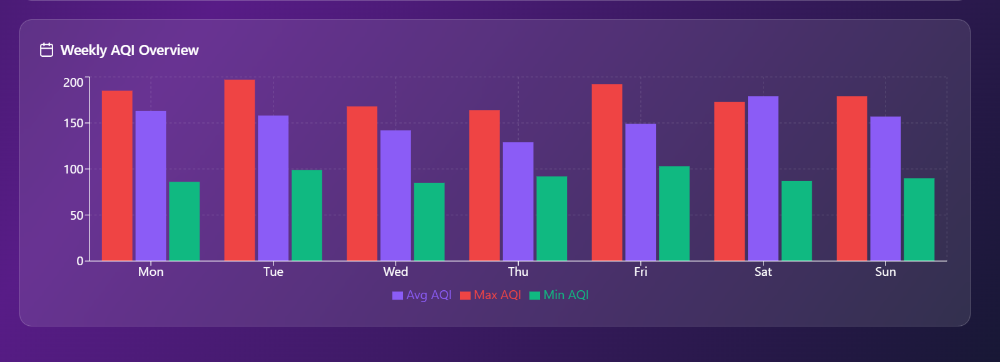 Weekly AQI Overview
200
150
100
50
0
Mon Tue Wed Thu Fri Sat Sun
Avg AQI Max AQI Min AQI